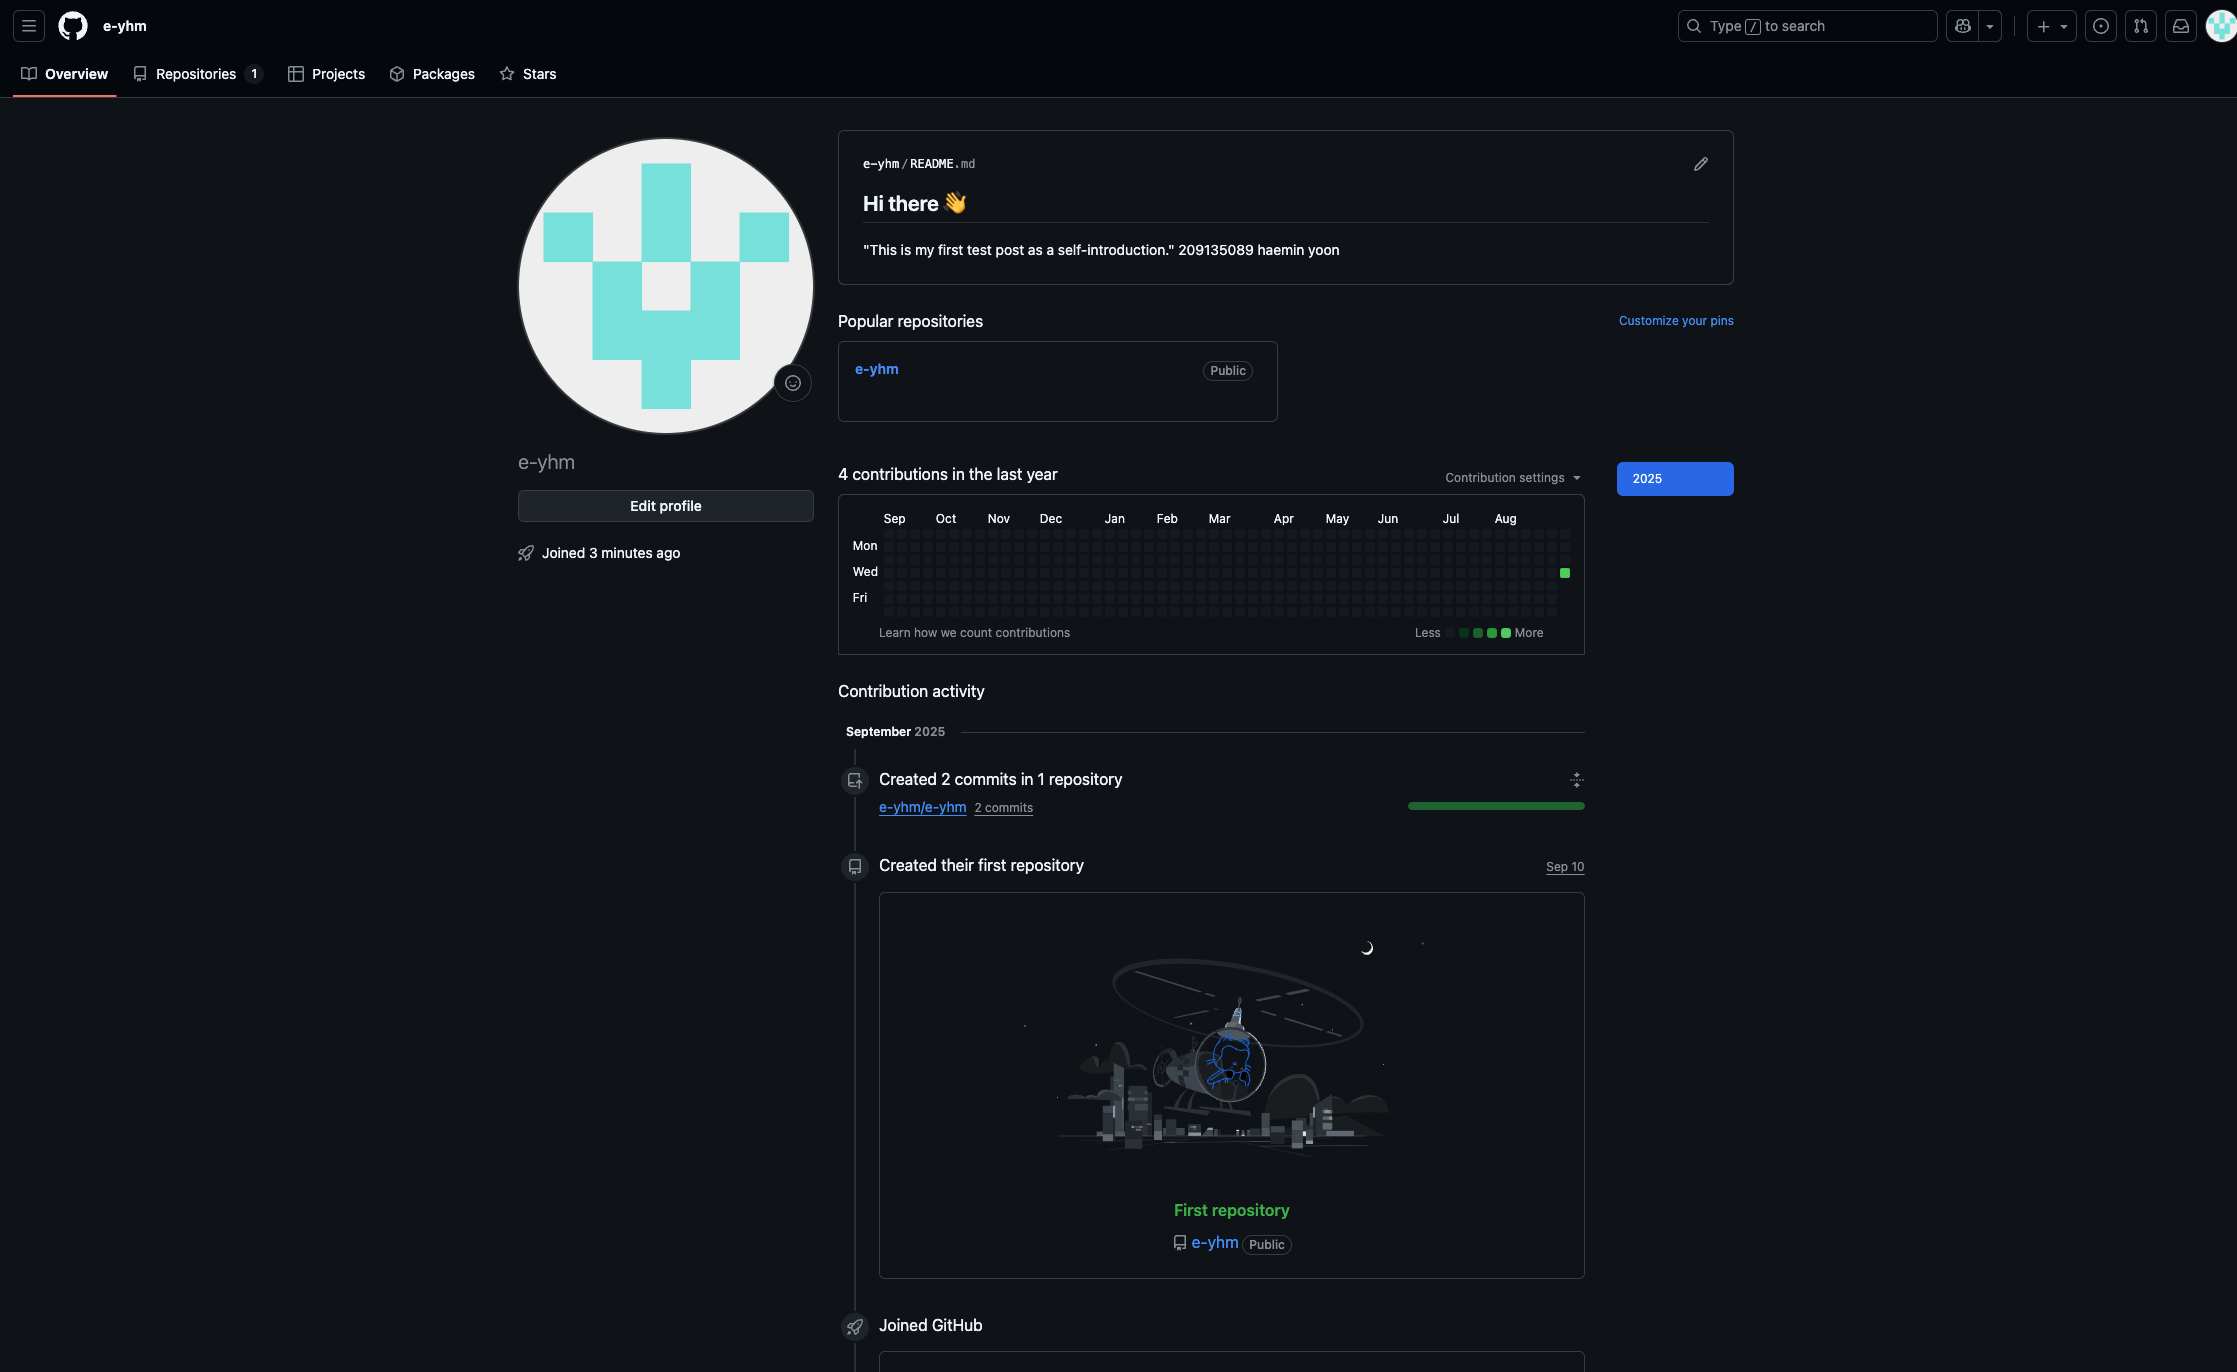 e-yhm
Type / to search
Overview
Repositories 1
Projects
Packages
Stars
e-yhm/README.md
Hi there 👋
"This is my first test post as a self-introduction." 209135089 haemin yoon
Popular repositories
Customize your pins
e-yhm
Public
e-yhm
Edit profile
Joined 3 minutes ago
4 contributions in the last year
Contribution settings
2025
Sep Oct Nov Dec Jan Feb Mar Apr May Jun Jul Aug
Mon
Wed
Fri
Learn how we count contributions
Less
More
Contribution activity
September 2025
Created 2 commits in 1 repository
e-yhm/e-yhm 2 commits
Created their first repository
Sep 10
First repository
e-yhm Public
Joined GitHub